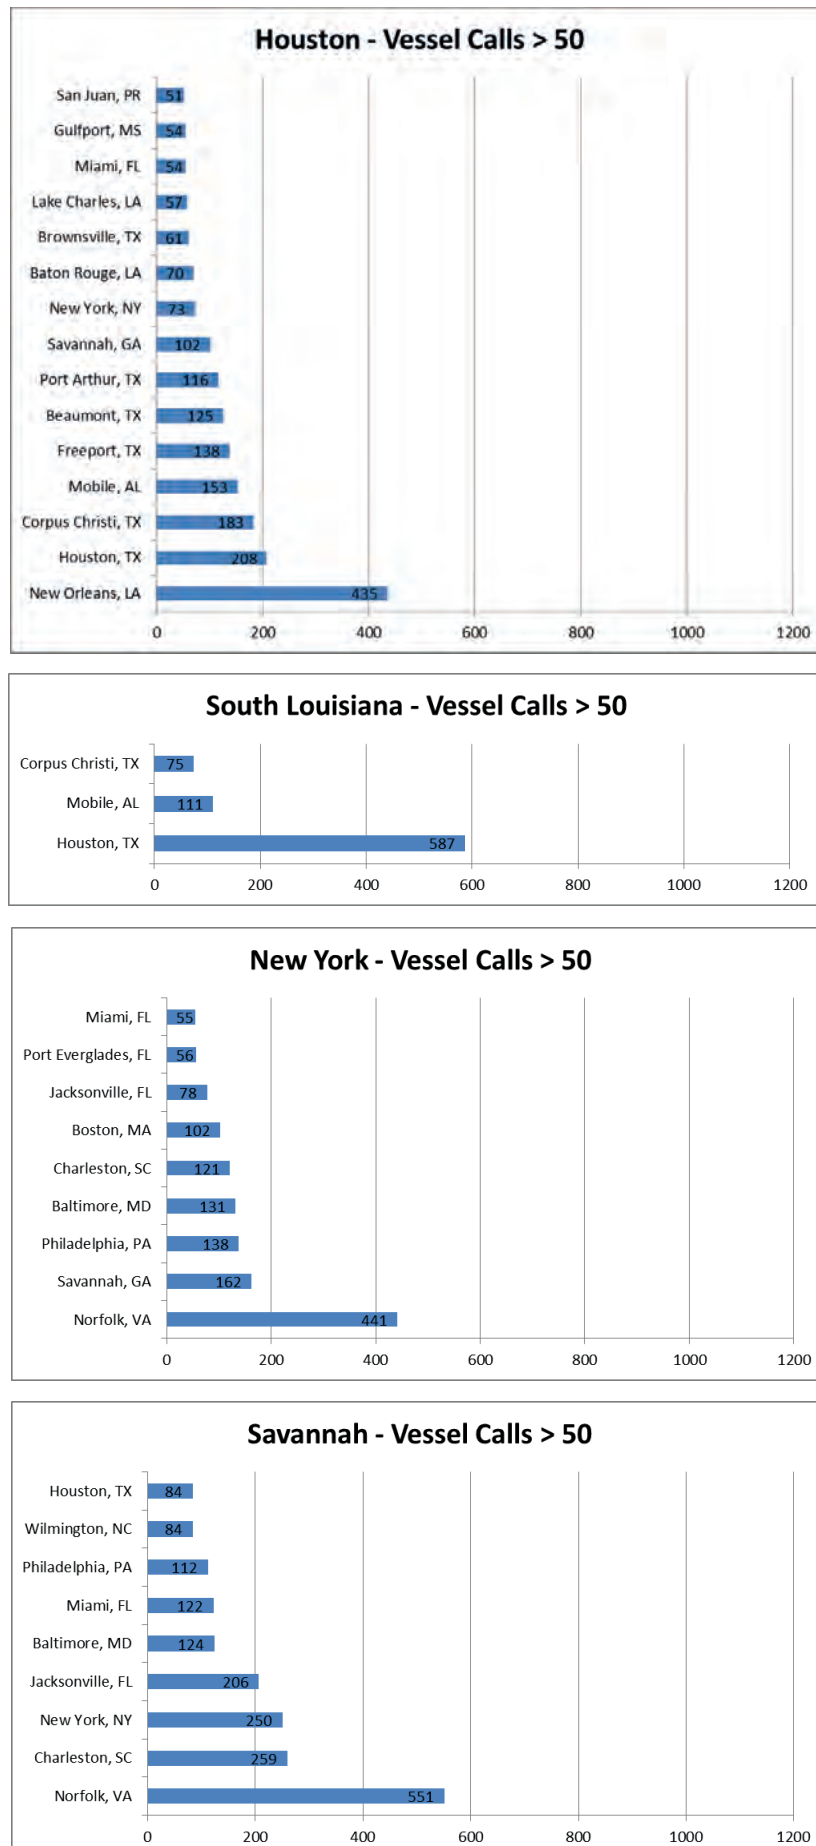 Houston - Vessel Calls > 50
San Juan, PR 51
Gulfport, MS 54
Miami, FL 54
Lake Charles, LA 57
Brownsville, TX 61
Baton Rouge, LA 70
New York, NY 73
Savannah, GA 102
Port Arthur, TX 116
Beaumont, TX 125
Freeport, TX 138
Mobile, AL 153
Corpus Christi, TX 183
Houston, TX 208
New Orleans, LA 435
0 200 400 600 800 1000 1200
South Louisiana - Vessel Calls > 50
Corpus Christi, TX 75
Mobile, AL 111
Houston, TX 587
0 200 400 600 800 1000 1200
New York - Vessel Calls > 50
Miami, FL 55
Port Everglades, FL 56
Jacksonville, FL 78
Boston, MA 102
Charleston, SC 121
Baltimore, MD 131
Philadelphia, PA 138
Savannah, GA 162
Norfolk, VA 441
0 200 400 600 800 1000 1200
Savannah - Vessel Calls > 50
Houston, TX 84
Wilmington, NC 84
Philadelphia, PA 112
Miami, FL 122
Baltimore, MD 124
Jacksonville, FL 206
New York, NY 250
Charleston, SC 259
Norfolk, VA 551
0 200 400 600 800 1000 1200